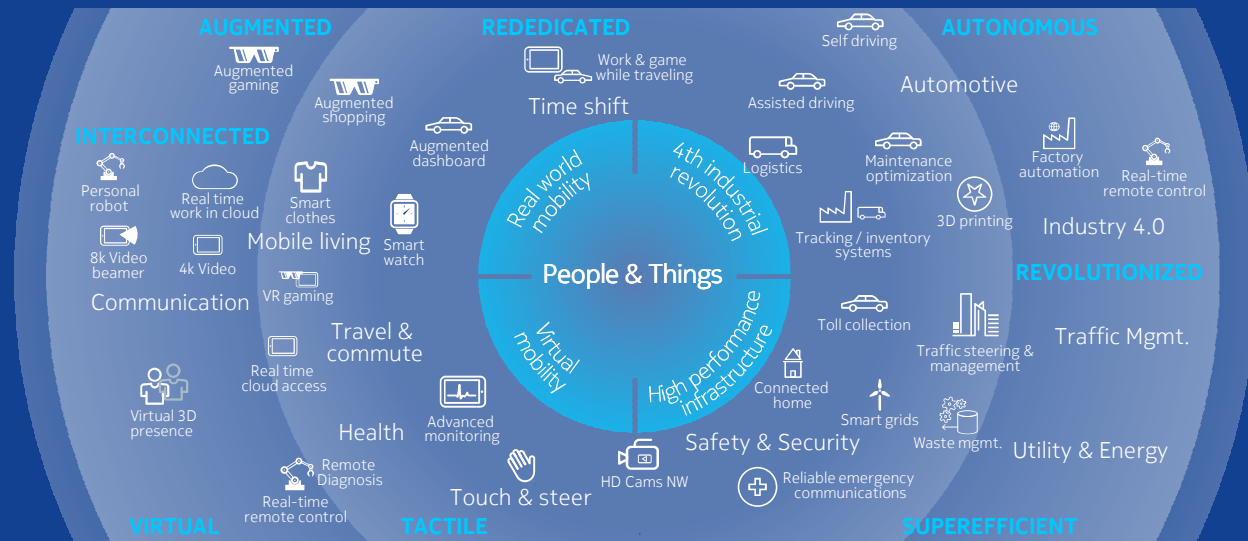 AUGMENTED
REDEDICATED
AUTONOMOUS
Self driving
Augmented
gaming
Work & game
while traveling
Augmented
shopping
Time shift
Assisted driving
Automotive
INTERCONNECTED
Augmented
dashboard
Real world
mobility
4th industrial
revolution
Logistics
Maintenance
optimization
Factory
automation
Real-time
remote control
Personal
robot
Real time
work in cloud
Smart
clothes
Smart
watch
3D printing
Industry 4.0
8k Video
beamer
4k Video
Mobile living
Tracking / inventory
systems
People & Things
REVOLUTIONIZED
VR gaming
Communication
Travel &
commute
Toll collection
Traffic steering &
management
Traffic Mgmt.
Virtual
mobility
High performance
infrastructure
Real time
cloud access
Connected
home
Virtual 3D
presence
Advanced
monitoring
Smart grids
Waste mgmt.
Health
Safety & Security
Utility & Energy
Remote
Diagnosis
HD Cams NW
Reliable emergency
communications
Real-time
remote control
Touch & steer
VIRTUAL
TACTILE
SUPEREFFICIENT